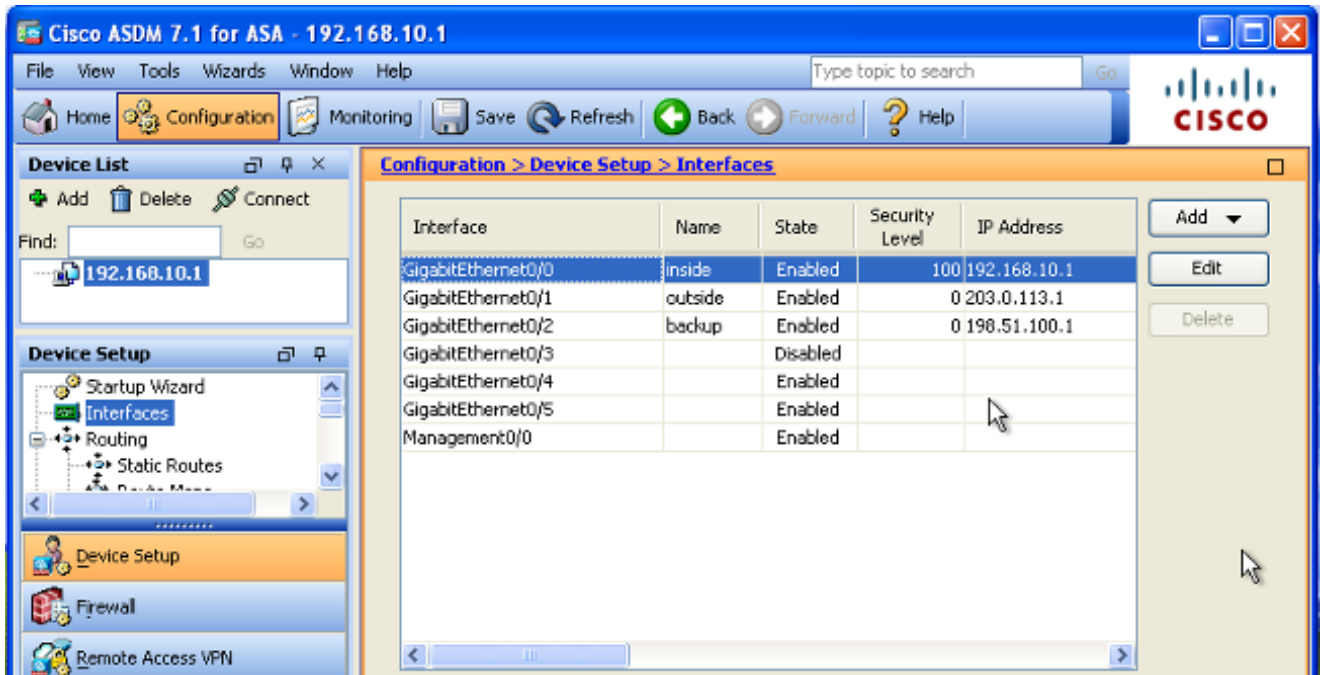 Cisco ASDM 7.1 for ASA - 192.168.10.1
File View Tools Wizards Window Help
Type topic to search Go
Home Configuration Monitoring Save Refresh Back Forward Help
CISCO
Device List
Add Delete Connect
Find: Go
192.168.10.1
Device Setup
Startup Wizard
Interfaces
Routing
Static Routes
Device Setup
Firewall
Remote Access VPN
Configuration > Device Setup > Interfaces
Interface Name State Security Level IP Address
GigabitEthernet0/0 inside Enabled 100 192.168.10.1
GigabitEthernet0/1 outside Enabled 0 203.0.113.1
GigabitEthernet0/2 backup Enabled 0 198.51.100.1
GigabitEthernet0/3 Disabled
GigabitEthernet0/4 Enabled
GigabitEthernet0/5 Enabled
Management0/0 Enabled
Add
Edit
Delete